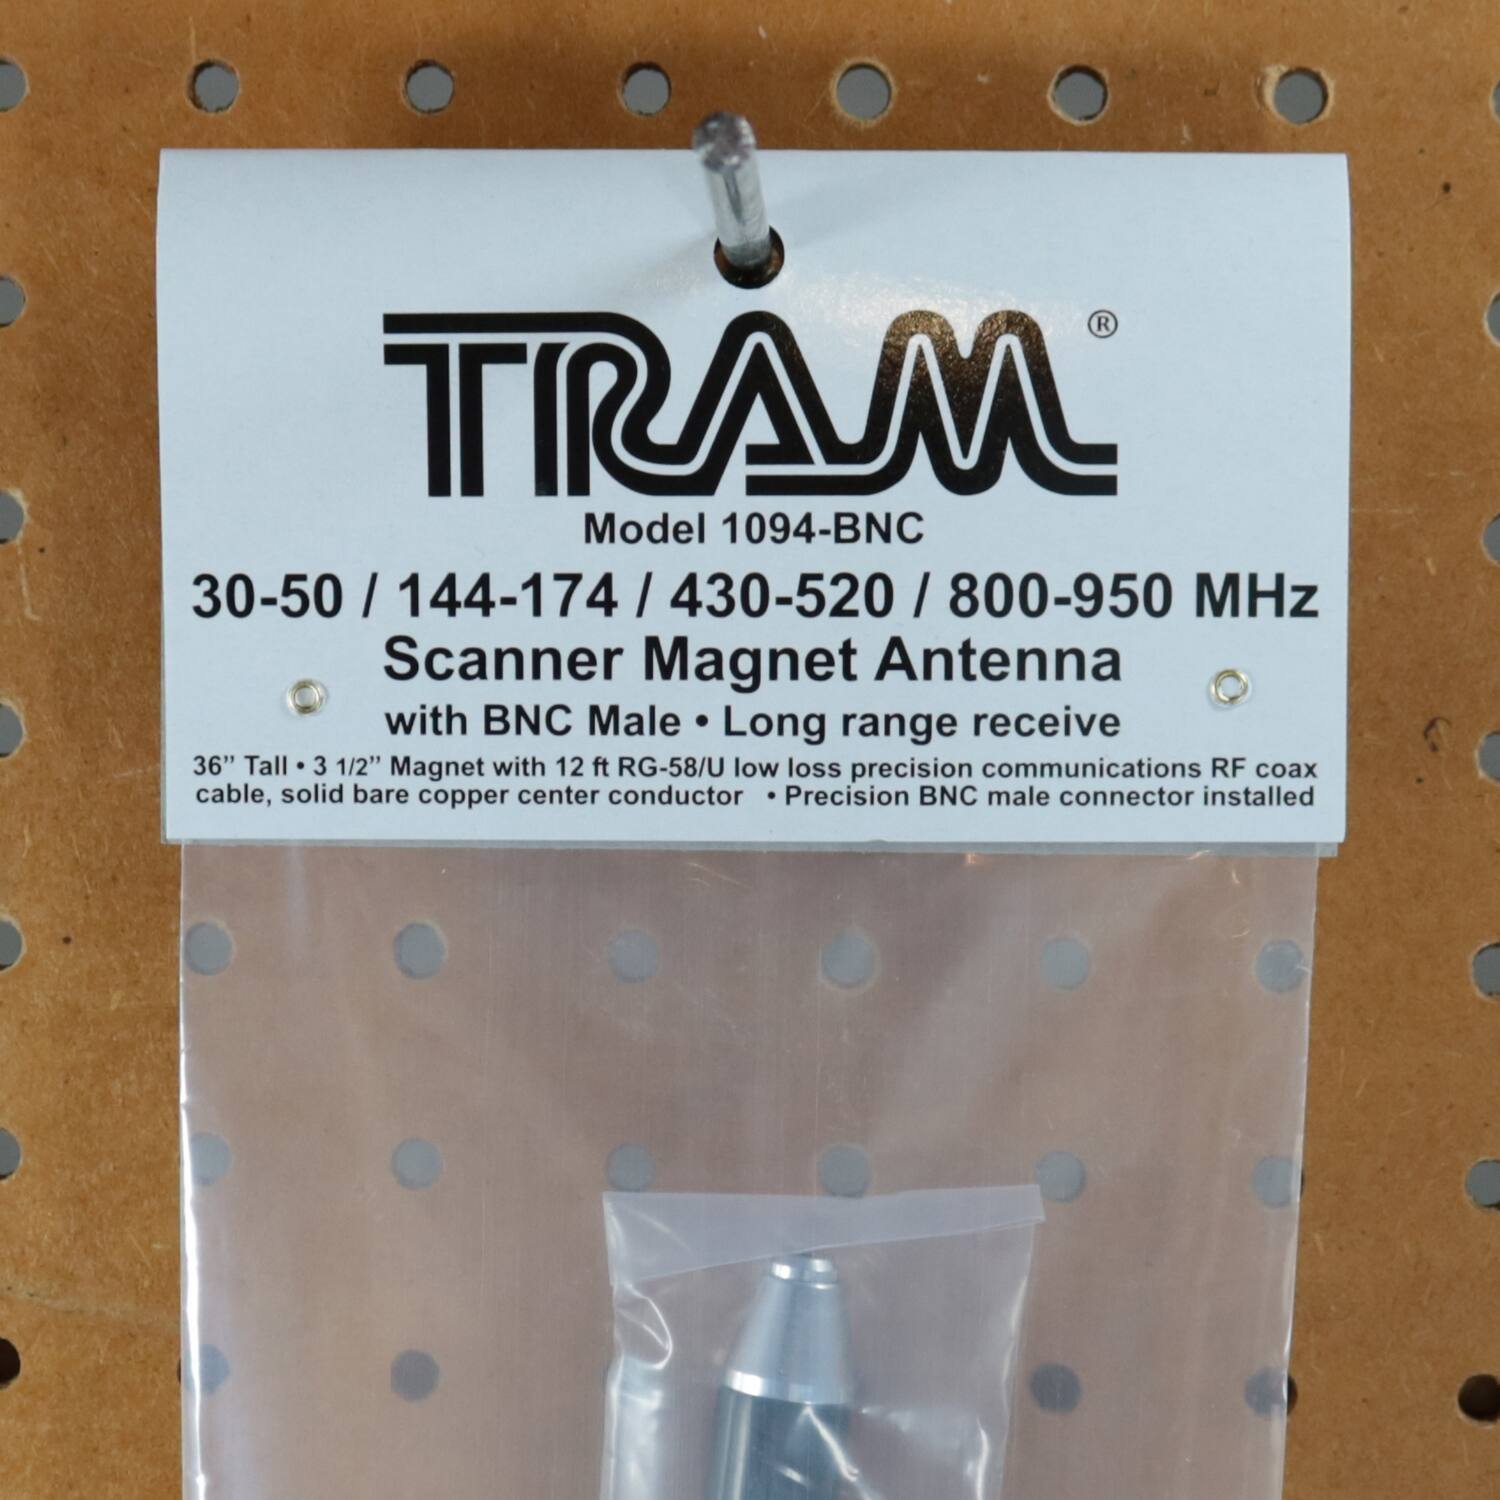 TRAM®
Model 1094-BNC
30-50 / 144-174 / 430-520 / 800-950 MHz
Scanner Magnet Antenna
with BNC Male • Long range receive
36” Tall • 3 1/2” Magnet with 12 ft RG-58/U low loss precision communications RF coax
cable, solid bare copper center conductor • Precision BNC male connector installed